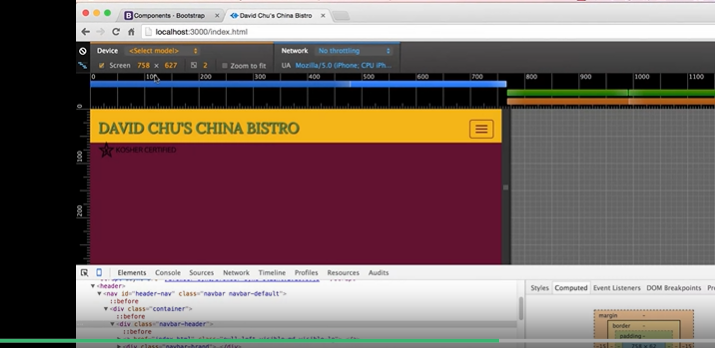 Components · Bootstrap × David Chu's China Bistro ×
localhost:3000/index.html
Device <Select model> Network No throttling
Screen 758 × 627 2 Zoom to fit UA Mozilla/5.0 (iPhone; CPU iPh...
0 100 200 300 400 500 600 700 800 900 1000 1100
0
DAVID CHU'S CHINA BISTRO
KOSHER CERTIFIED
100
200
Elements Console Sources Network Timeline Profiles Resources Audits
<header>
Styles Computed Event Listeners DOM Breakpoints
▼<nav id="header-nav" class="navbar navbar-default">
::before
▼<div class="container">
margin -
::before
border -
▼<div class="navbar-header">
padding -
::before